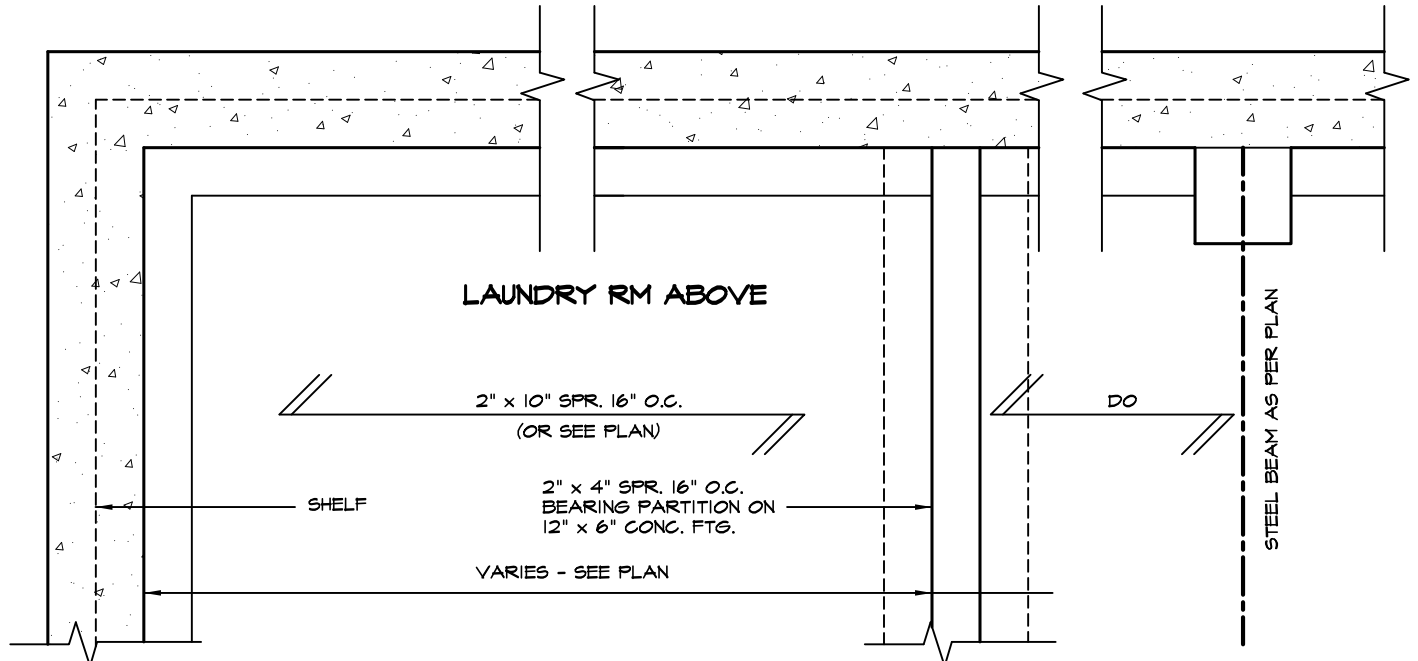 LAUNDRY RM ABOVE
2" x 10" SPR. 16" O.C.
(OR SEE PLAN)
DO
STEEL BEAM AS PER PLAN
SHELF
2" x 4" SPR. 16" O.C.
BEARING PARTITION ON
12" x 6" CONC. FTG.
VARIES - SEE PLAN